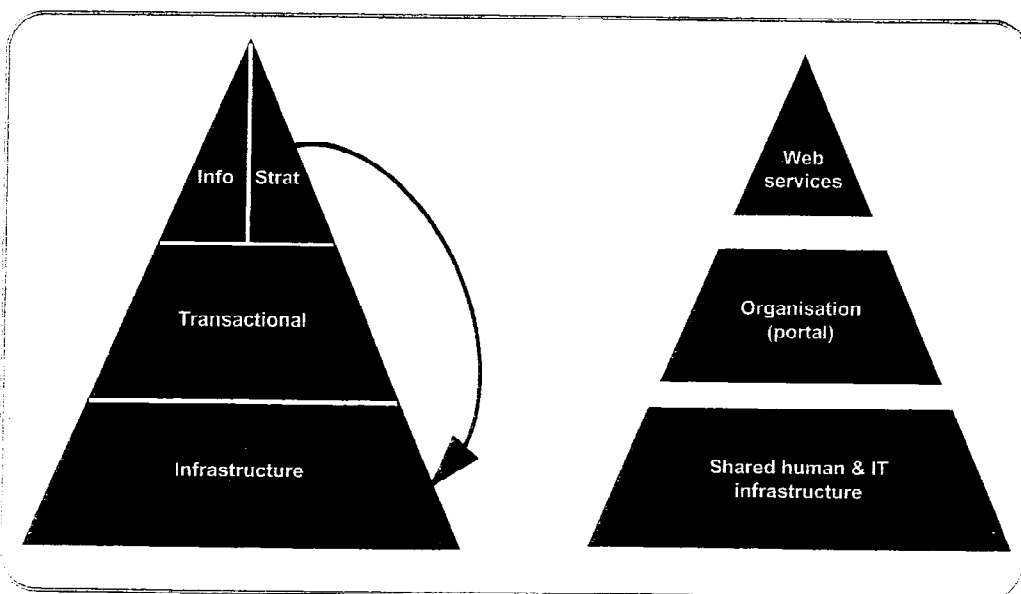 Info Strat
Transactional
Infrastructure
Web
services
Organisation
(portal)
Shared human & IT
infrastructure